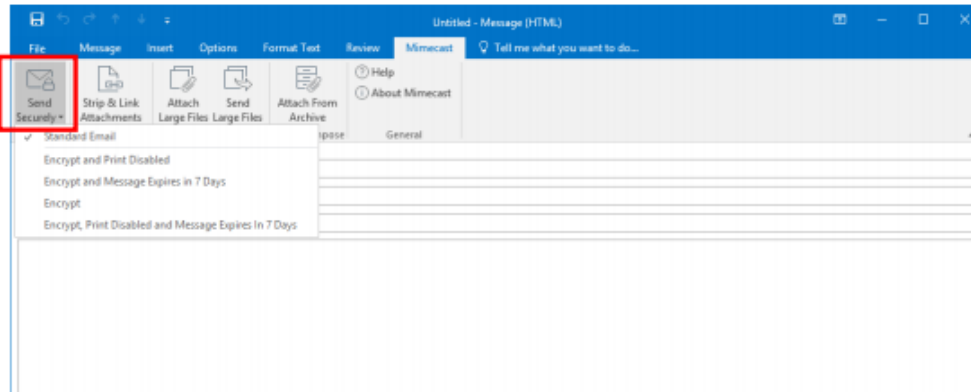 Untitled - Message (HTML)
File Message Insert Options Format Text Review Mimecast Tell me what you want to do...
Send Securely
Strip & Link Attachments
Attach Large Files
Send Large Files
Attach From Archive
Help
About Mimecast
General
Standard Email
Encrypt and Print Disabled
Encrypt and Message Expires in 7 Days
Encrypt
Encrypt, Print Disabled and Message Expires In 7 Days